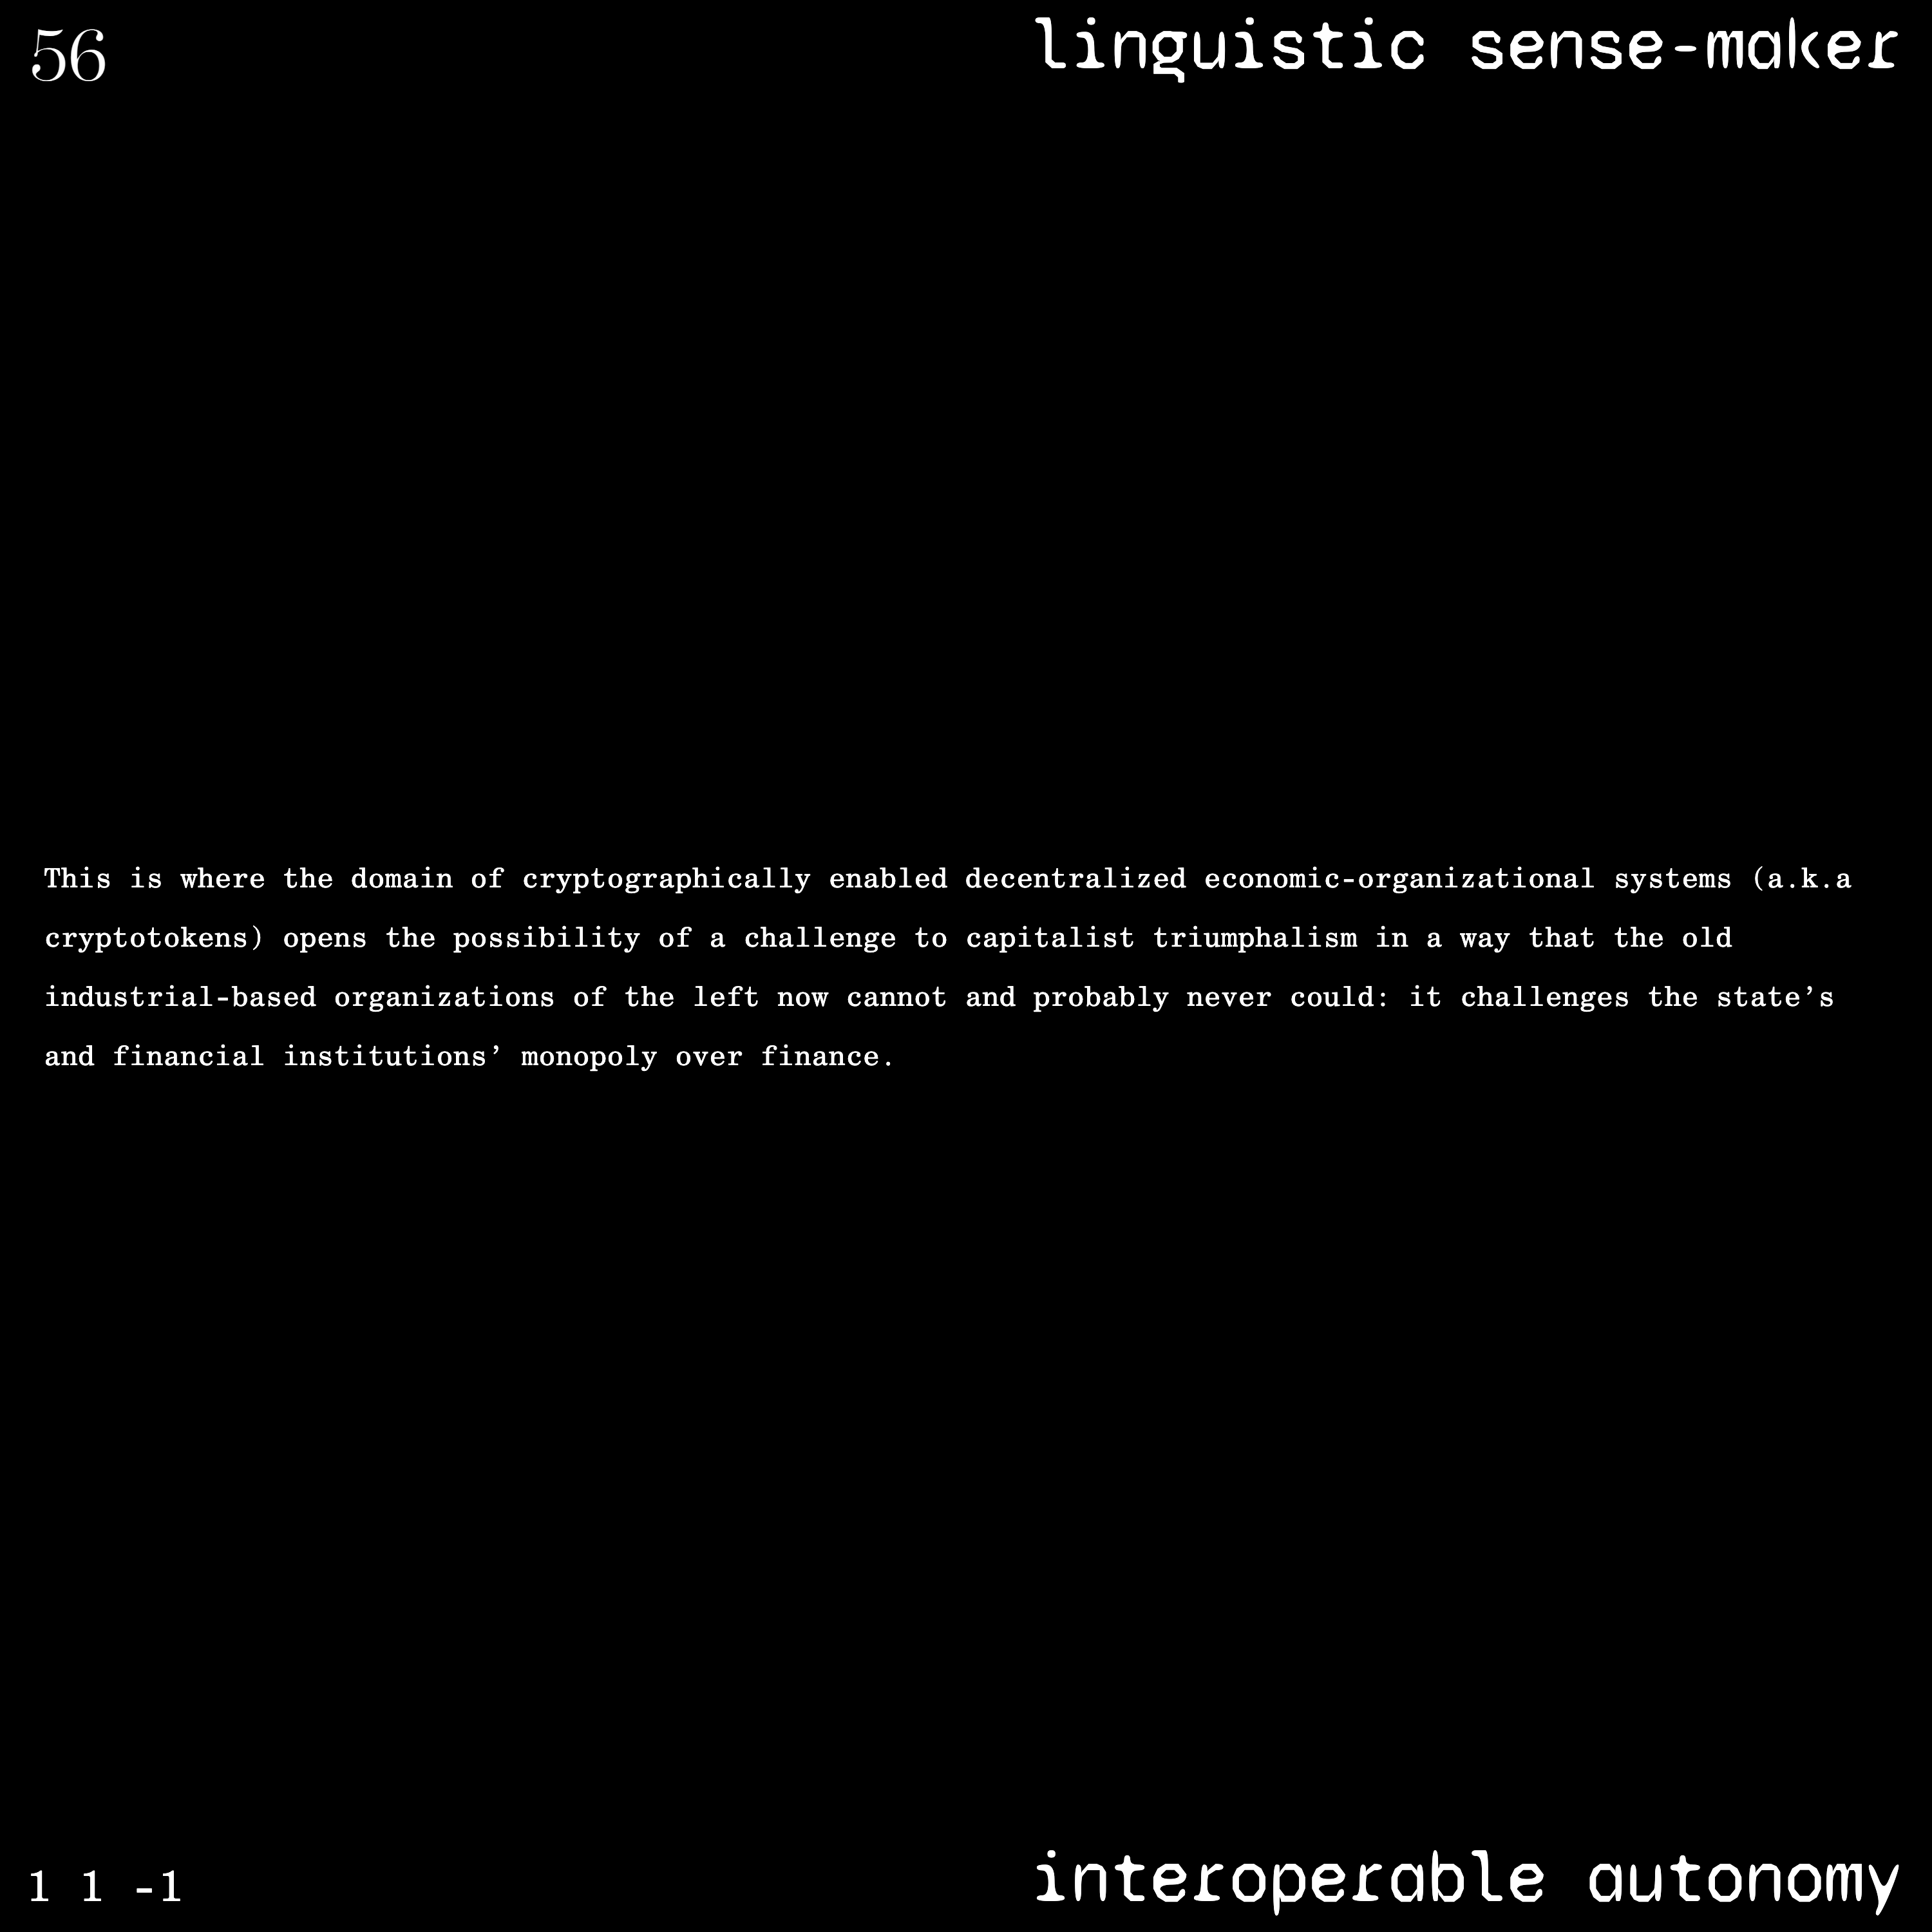 56
linguistic sense-maker
This is where the domain of cryptographically enabled decentralized economic-organizational systems (a.k.a
cryptotokens) opens the possibility of a challenge to capitalist triumphalism in a way that the old
industrial-based organizations of the left now cannot and probably never could: it challenges the state’s
and financial institutions’ monopoly over finance.
1 1 -1
interoperable autonomy